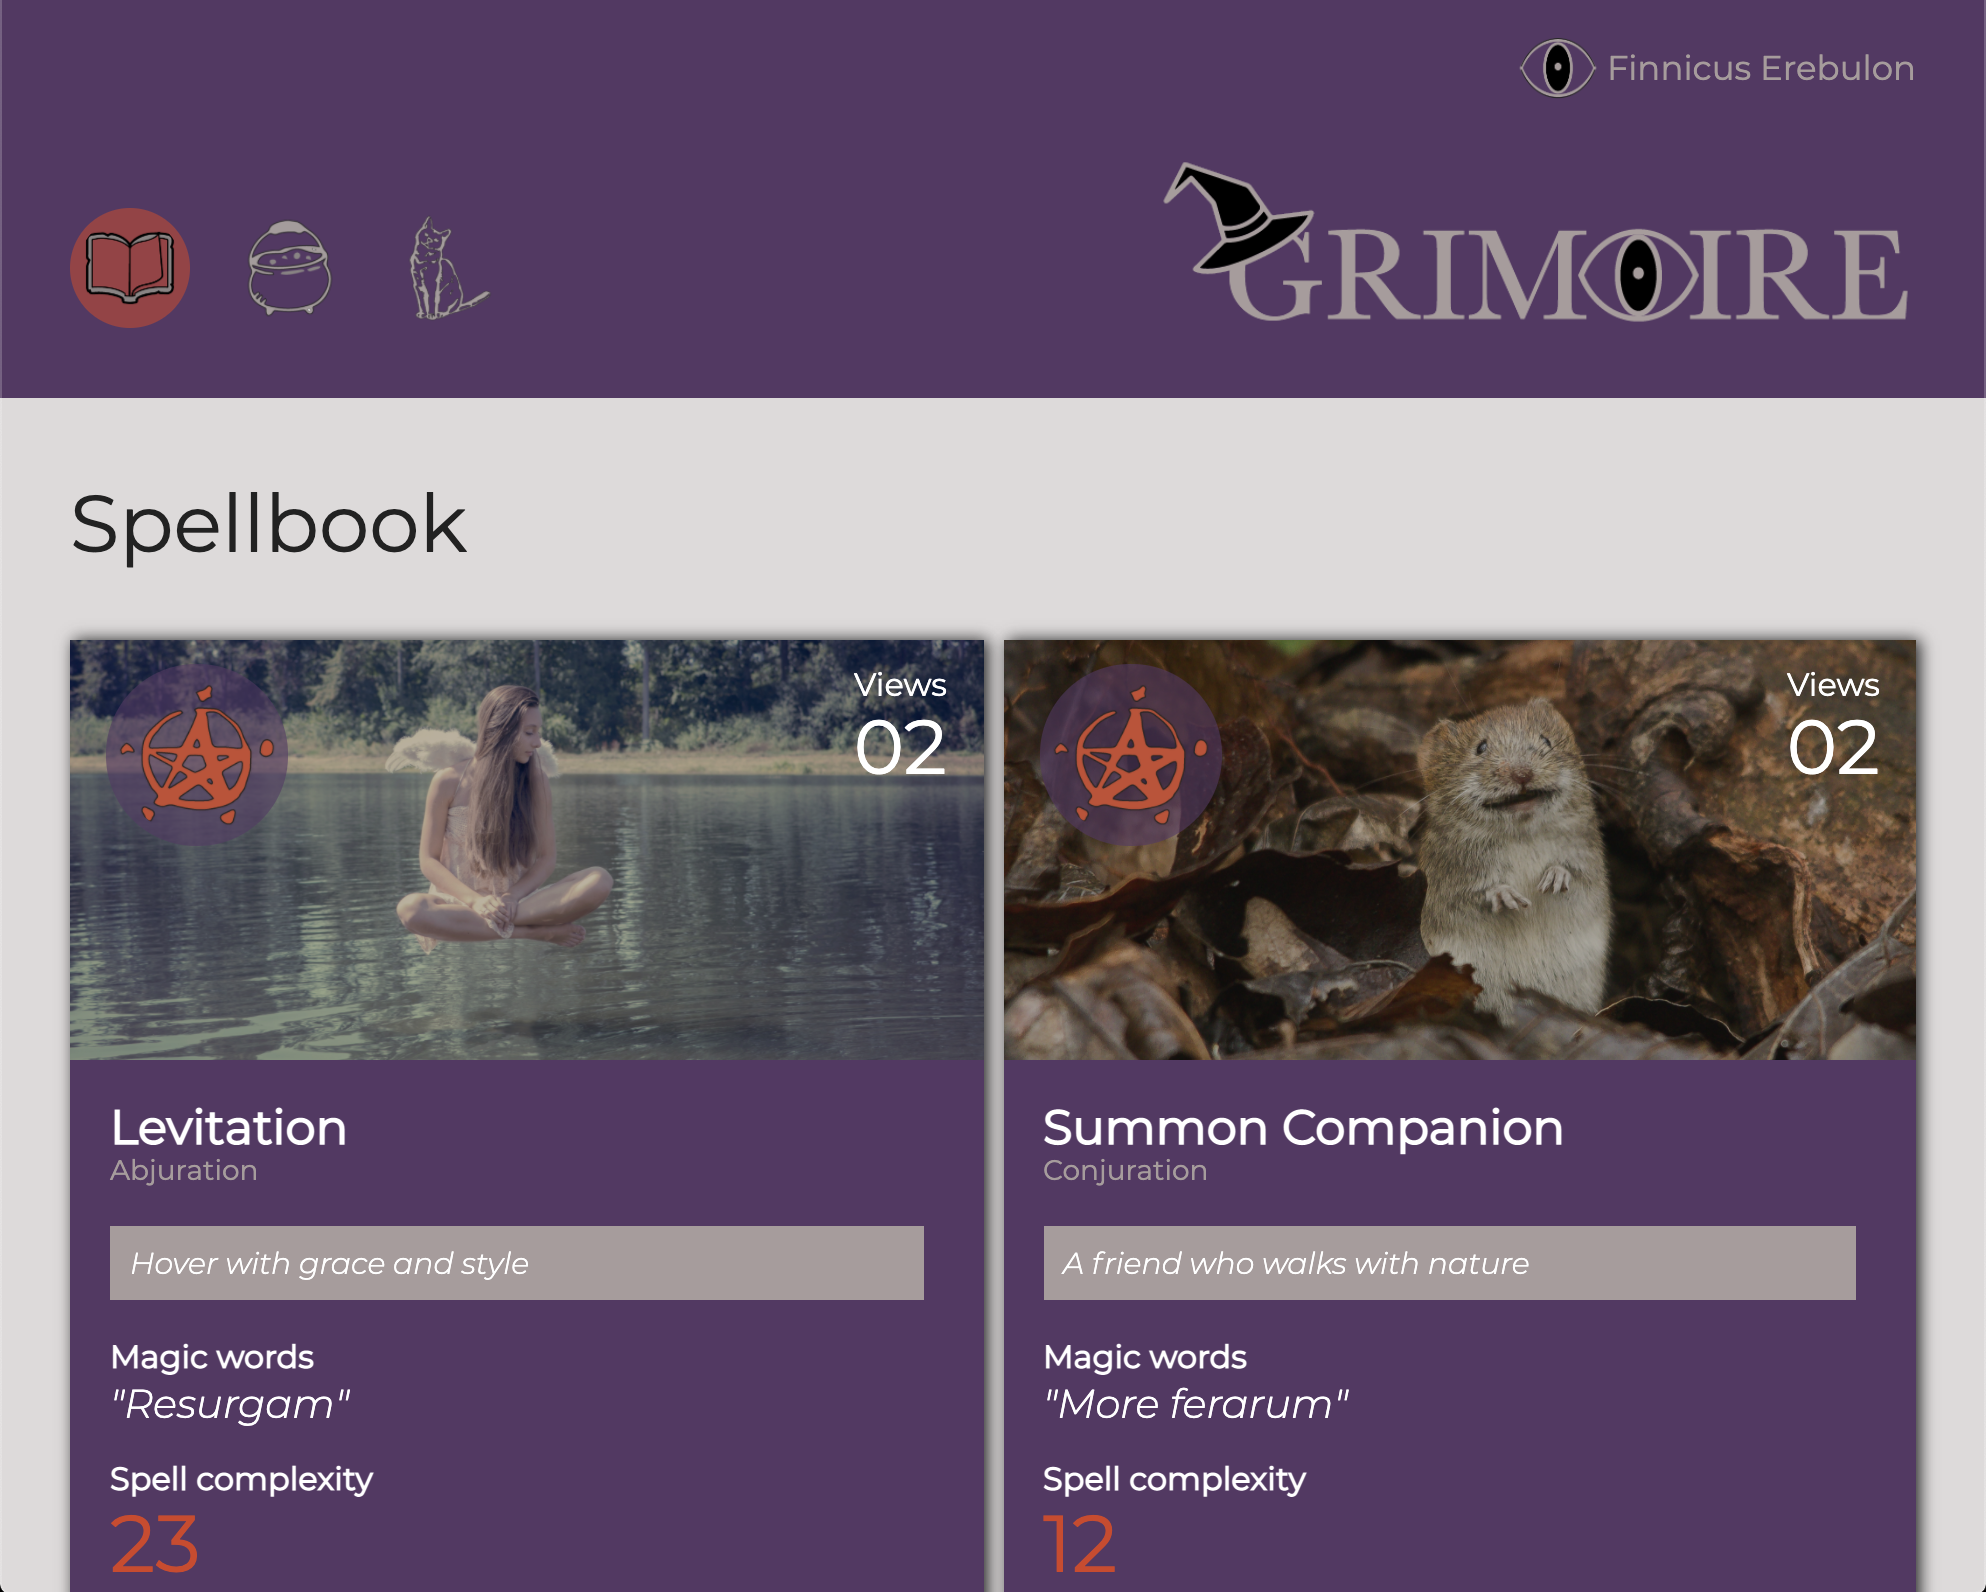 Finnicus Erebulon
GRIMOIRE
Spellbook
Views
02
Levitation
Abjuration
Hover with grace and style
Magic words
"Resurgam"
Spell complexity
23
Views
02
Summon Companion
Conjuration
A friend who walks with nature
Magic words
"More ferarum"
Spell complexity
12